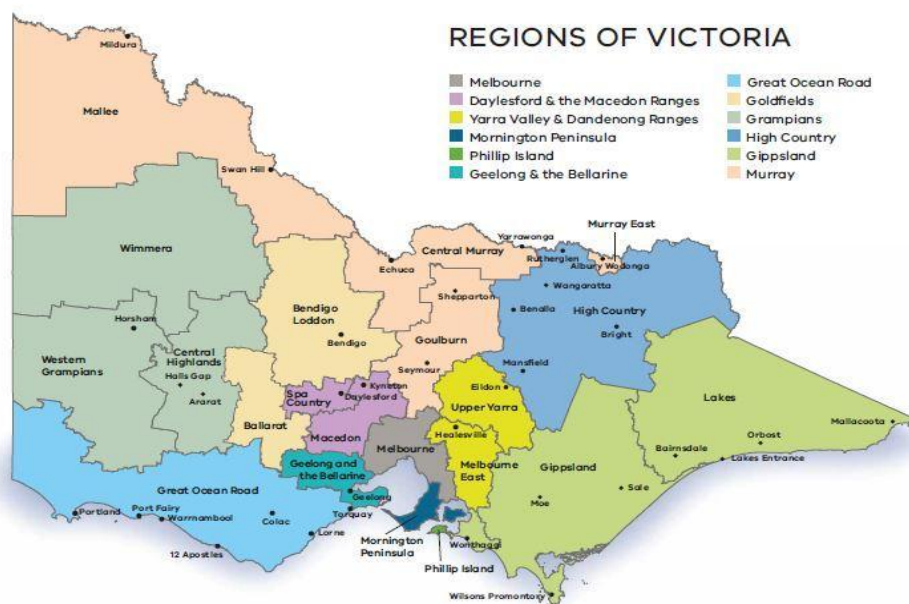 REGIONS OF VICTORIA
Melbourne
Daylesford & the Macedon Ranges
Yarra Valley & Dandenong Ranges
Mornington Peninsula
Phillip Island
Geelong & the Bellarine
Great Ocean Road
Goldfields
Grampians
High Country
Gippsland
Murray
Mildura
Mallee
Swan Hill
Wimmera
Murray East
Yarrawonga
Central Murray
Rutherglen
Albury Wodonga
Echuca
Wangaratta
Shepparton
Benalla
High Country
Bendigo
Loddon
Horsham
Bendigo
Goulburn
Bright
Central
Highlands
Western
Grampians
Halls Gap
Seymour
Mansfield
Ararat
Spa
Country
Kyneton
Daylesford
Eildon
Upper Yarra
Lakes
Ballarat
Macedon
Healesville
Mallacoota
Melbourne
Orbost
Bairnsdale
Lakes Entrance
Geelong and
the Bellarine
Melbourne
East
Gippsland
Great Ocean Road
Geelong
Sale
Moe
Portland
Port Fairy
Warrnambool
Colac
Torquay
Lorne
12 Apostles
Mornington
Peninsula
Wonthaggi
Phillip Island
Wilsons Promontory